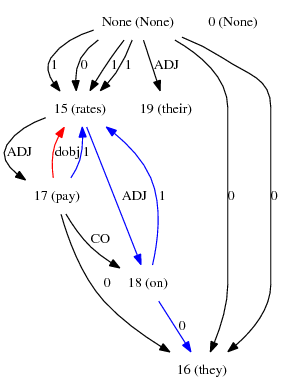 None (None) 0 (None)
1 0 1 1 ADJ
15 (rates) 19 (their)
ADJ dobj 1
17 (pay) ADJ 1 0 0
CO
0 18 (on)
0
16 (they)